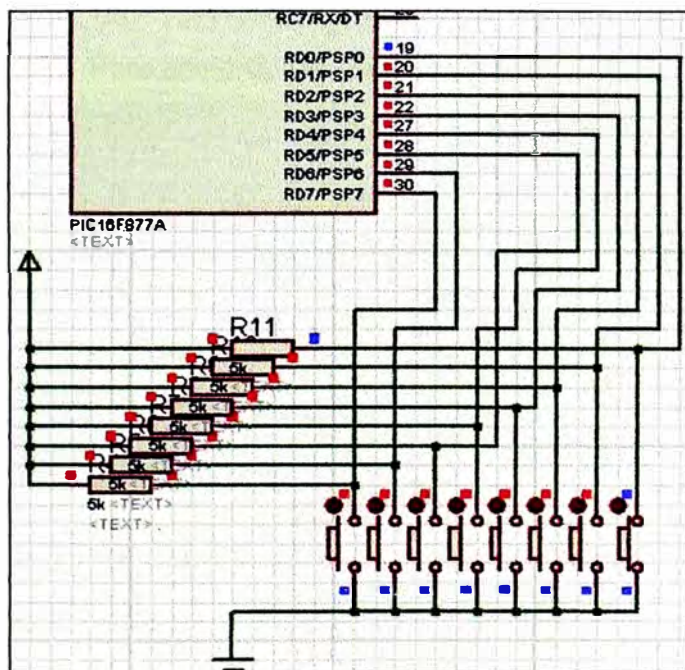 RC7/RX/DT
RD0/PSP0 19
RD1/PSP1 20
RD2/PSP2 21
RD3/PSP3 22
RD4/PSP4 27
RD5/PSP5 28
RD6/PSP6 29
RD7/PSP7 30
PIC16F877A
<TEXT>
R11
5k
5k
5k
5k
5k
5k
5k
5k <TEXT>
<TEXT>